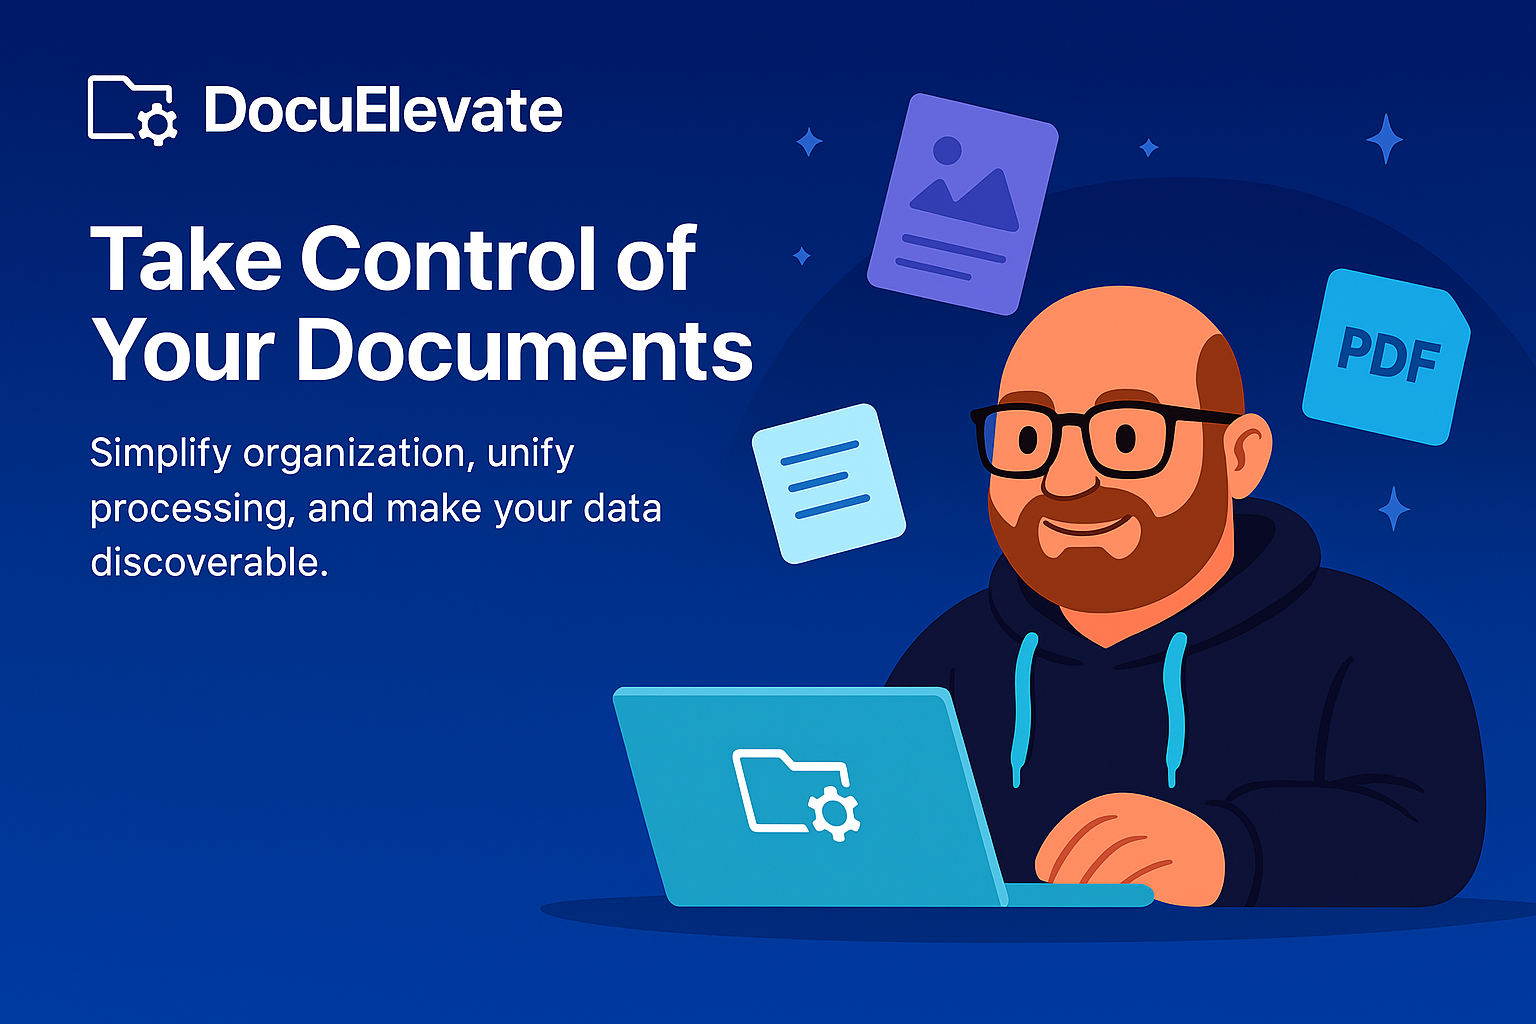 DocuElevate
Take Control of
Your Documents
Simplify organization, unify
processing, and make your data
discoverable.
PDF